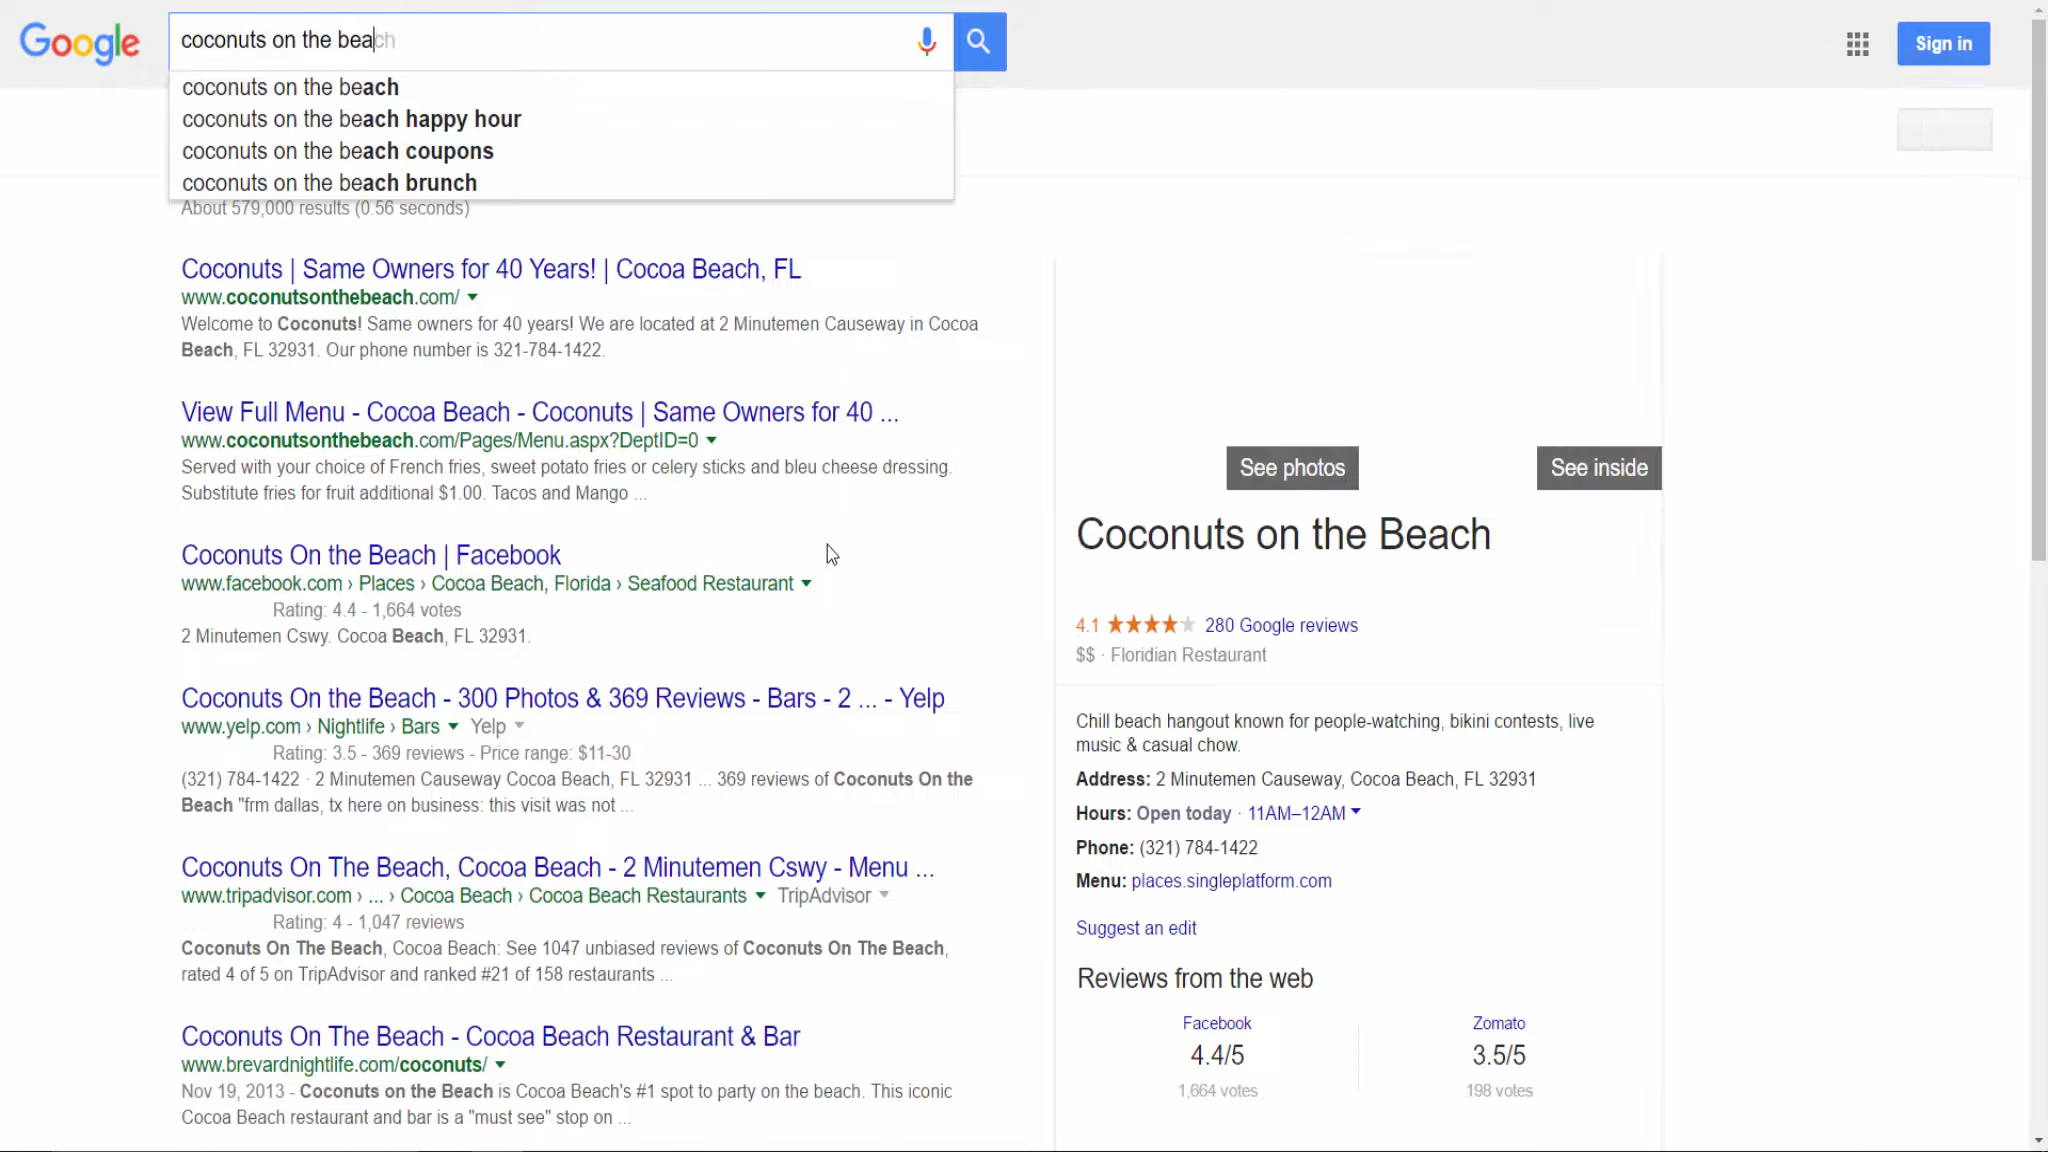 Google
coconuts on the beach
Sign in
coconuts on the beach
coconuts on the beach happy hour
coconuts on the beach coupons
coconuts on the beach brunch
About 579,000 results (0.56 seconds)
Coconuts | Same Owners for 40 Years! | Cocoa Beach, FL
www.coconutsonthebeach.com/
Welcome to Coconuts! Same owners for 40 years! We are located at 2 Minutemen Causeway in Cocoa
Beach, FL 32931. Our phone number is 321-784-1422.
View Full Menu - Cocoa Beach - Coconuts | Same Owners for 40 ...
www.coconutsonthebeach.com/Pages/Menu.aspx?DeptID=0
Served with your choice of French fries, sweet potato fries or celery sticks and bleu cheese dressing.
Substitute fries for fruit additional $1.00. Tacos and Mango ...
Coconuts On the Beach | Facebook
www.facebook.com › Places › Cocoa Beach, Florida › Seafood Restaurant
Rating: 4.4 - 1,664 votes
2 Minutemen Cswy. Cocoa Beach, FL 32931.
Coconuts On the Beach - 300 Photos & 369 Reviews - Bars - 2 ... - Yelp
www.yelp.com › Nightlife › Bars Yelp
Rating: 3.5 - 369 reviews - Price range: $11-30
(321) 784-1422 · 2 Minutemen Causeway Cocoa Beach, FL 32931 ... 369 reviews of Coconuts On the
Beach "frm dallas, tx here on business: this visit was not ...
Coconuts On The Beach, Cocoa Beach - 2 Minutemen Cswy - Menu ...
www.tripadvisor.com › ... › Cocoa Beach › Cocoa Beach Restaurants TripAdvisor
Rating: 4 - 1,047 reviews
Coconuts On The Beach, Cocoa Beach: See 1047 unbiased reviews of Coconuts On The Beach,
rated 4 of 5 on TripAdvisor and ranked #21 of 158 restaurants ...
Coconuts On The Beach - Cocoa Beach Restaurant & Bar
www.brevardnightlife.com/coconuts/
Nov 19, 2013 - Coconuts on the Beach is Cocoa Beach's #1 spot to party on the beach. This iconic
Cocoa Beach restaurant and bar is a "must see" stop on ...
See photos
See inside
Coconuts on the Beach
4.1 280 Google reviews
$$ · Floridian Restaurant
Chill beach hangout known for people-watching, bikini contests, live
music & casual chow.
Address: 2 Minutemen Causeway, Cocoa Beach, FL 32931
Hours: Open today · 11AM–12AM
Phone: (321) 784-1422
Menu: places.singleplatform.com
Suggest an edit
Reviews from the web
Facebook
4.4/5
1,664 votes
Zomato
3.5/5
198 votes